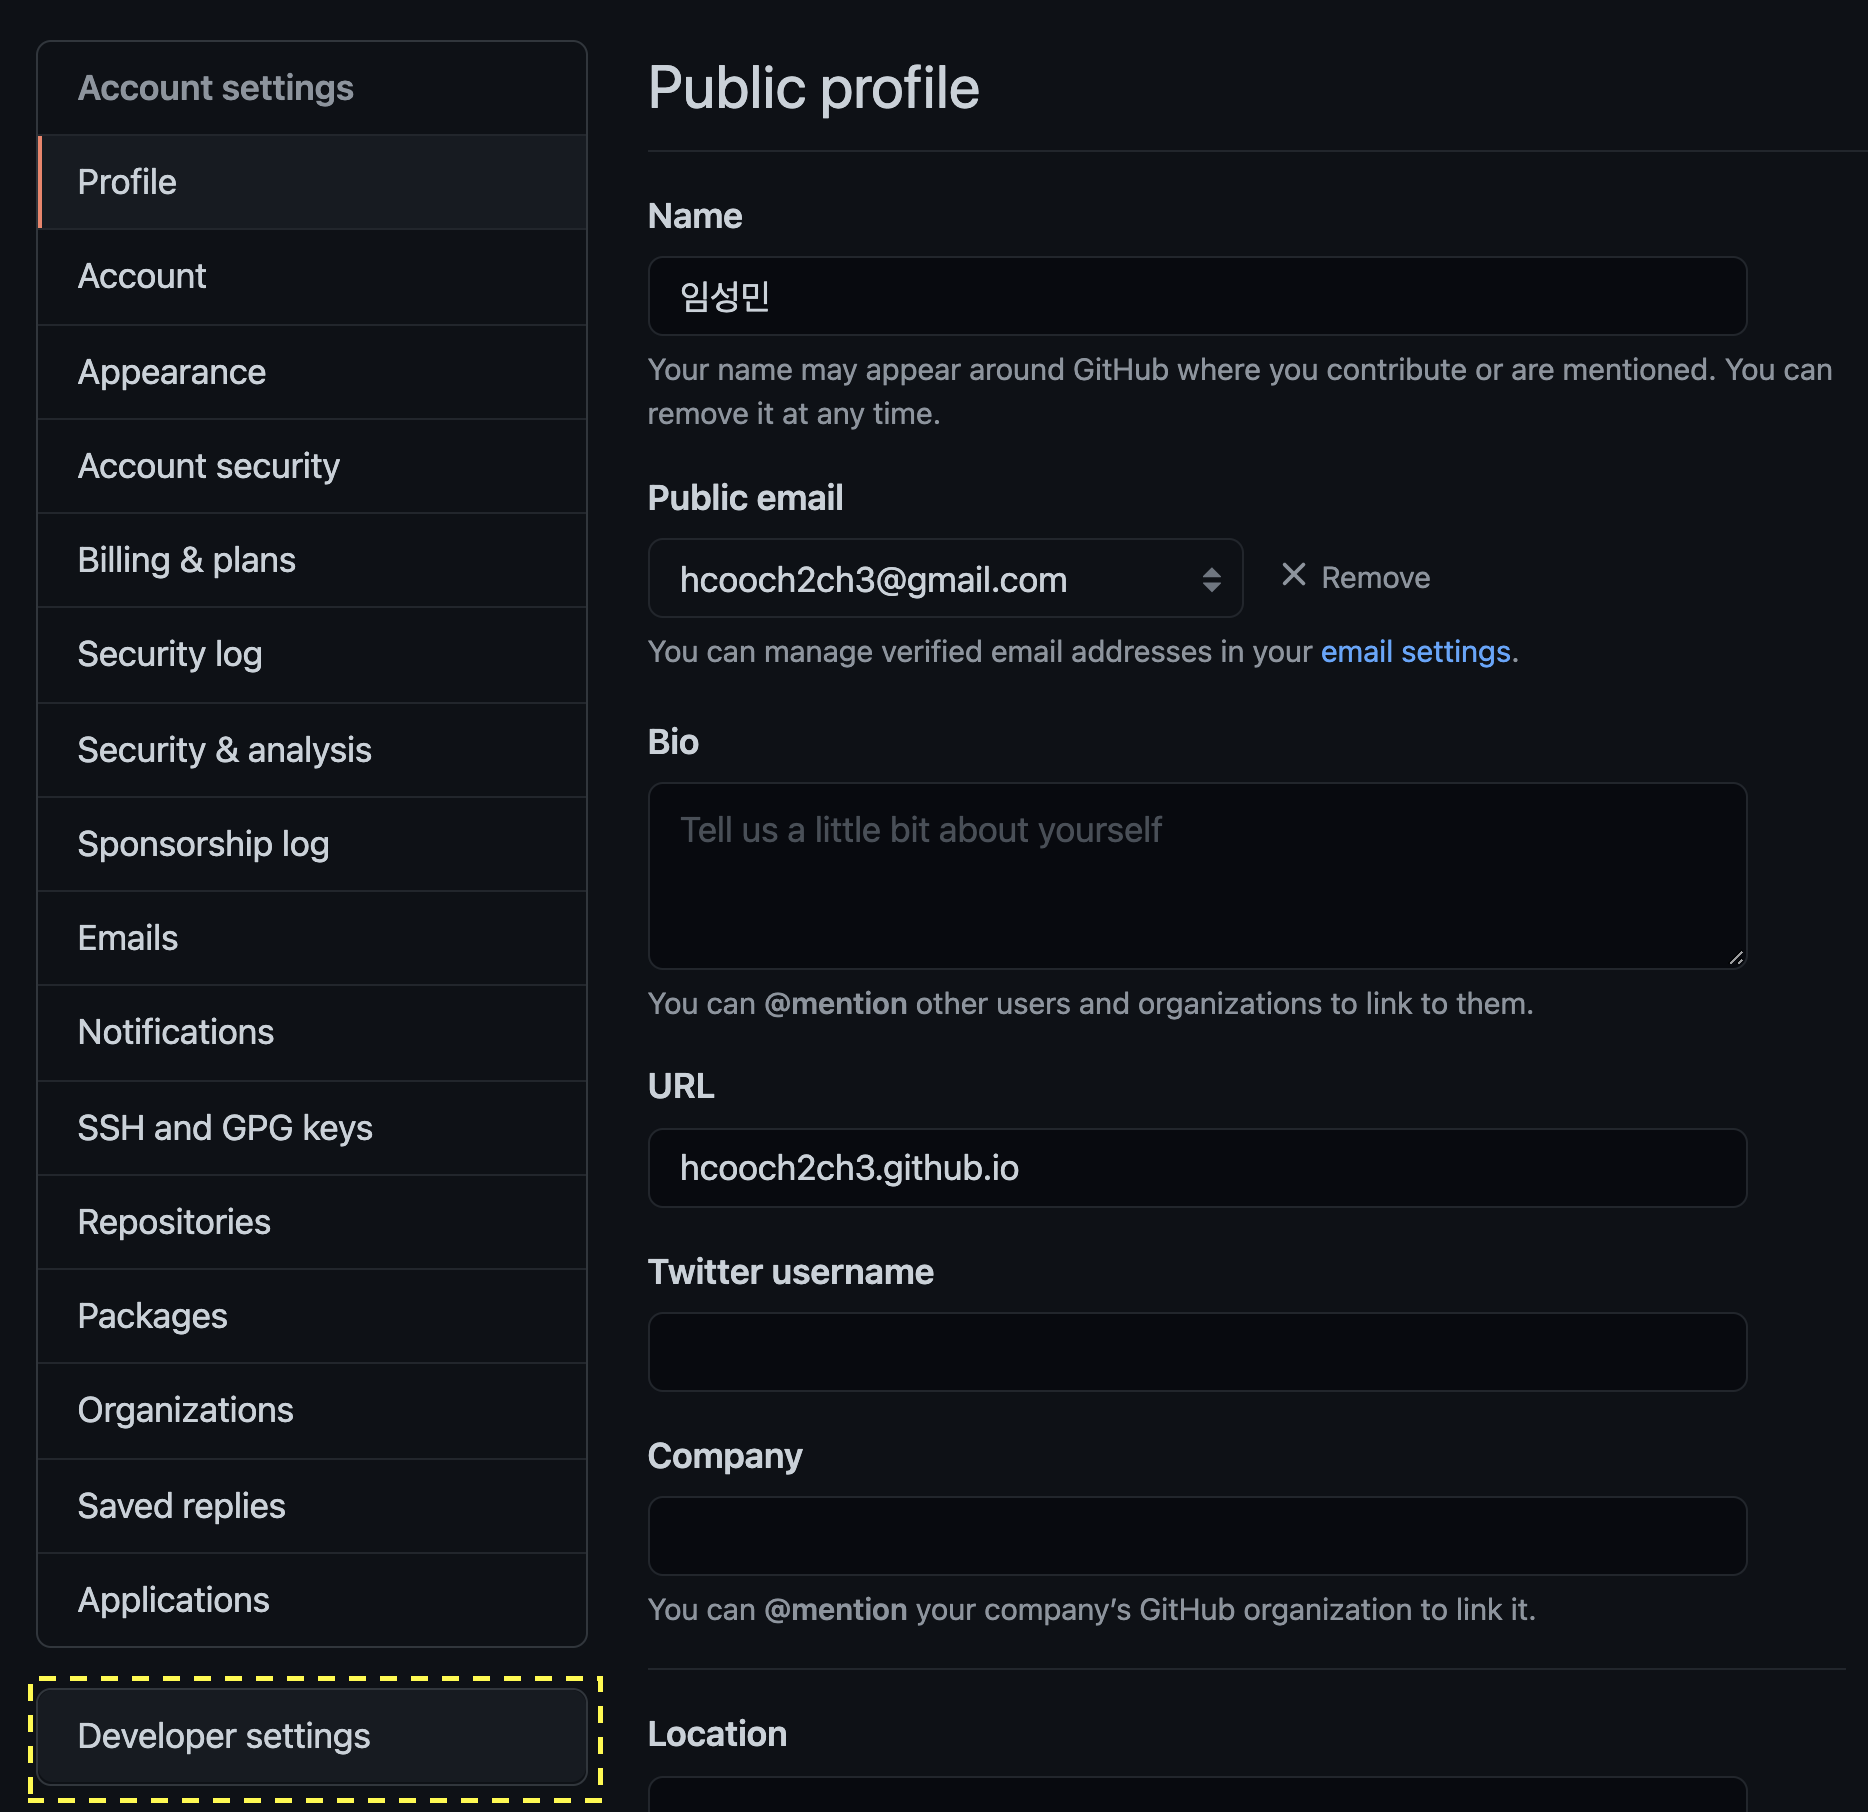 Account settings
Profile
Account
Appearance
Account security
Billing & plans
Security log
Security & analysis
Sponsorship log
Emails
Notifications
SSH and GPG keys
Repositories
Packages
Organizations
Saved replies
Applications
Developer settings
Public profile
Name
임성민
Your name may appear around GitHub where you contribute or are mentioned. You can
remove it at any time.
Public email
hcooch2ch3@gmail.com
Remove
You can manage verified email addresses in your email settings.
Bio
Tell us a little bit about yourself
You can @mention other users and organizations to link to them.
URL
hcooch2ch3.github.io
Twitter username
Company
You can @mention your company’s GitHub organization to link it.
Location